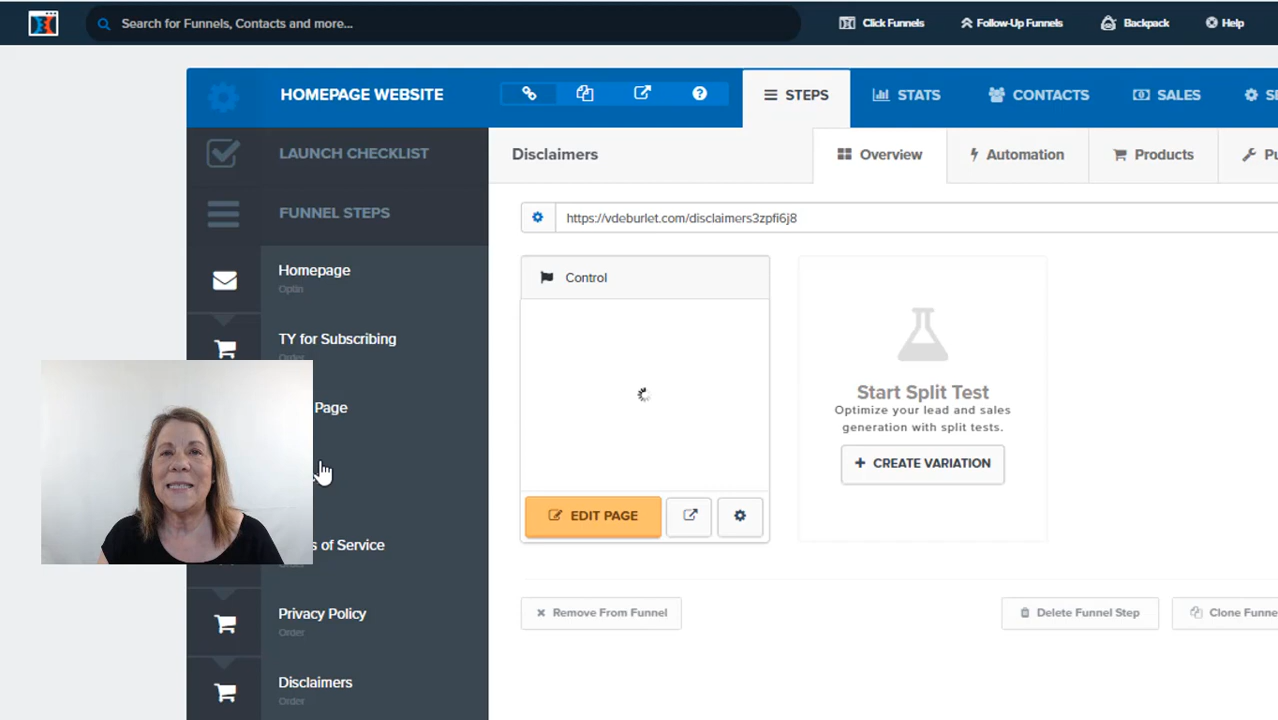 Search for Funnels, Contacts and more...
Click Funnels
Follow-Up Funnels
Backpack
Help
HOMEPAGE WEBSITE
STEPS
STATS
CONTACTS
SALES
LAUNCH CHECKLIST
Disclaimers
Overview
Automation
Products
FUNNEL STEPS
https://vdeburlet.com/disclaimers3zpfi6j8
Homepage
Optin
Control
TY for Subscribing
Page
Start Split Test
Optimize your lead and sales
generation with split tests.
+ CREATE VARIATION
EDIT PAGE
of Service
Privacy Policy
Order
Remove From Funnel
Delete Funnel Step
Clone Funne
Disclaimers
Order